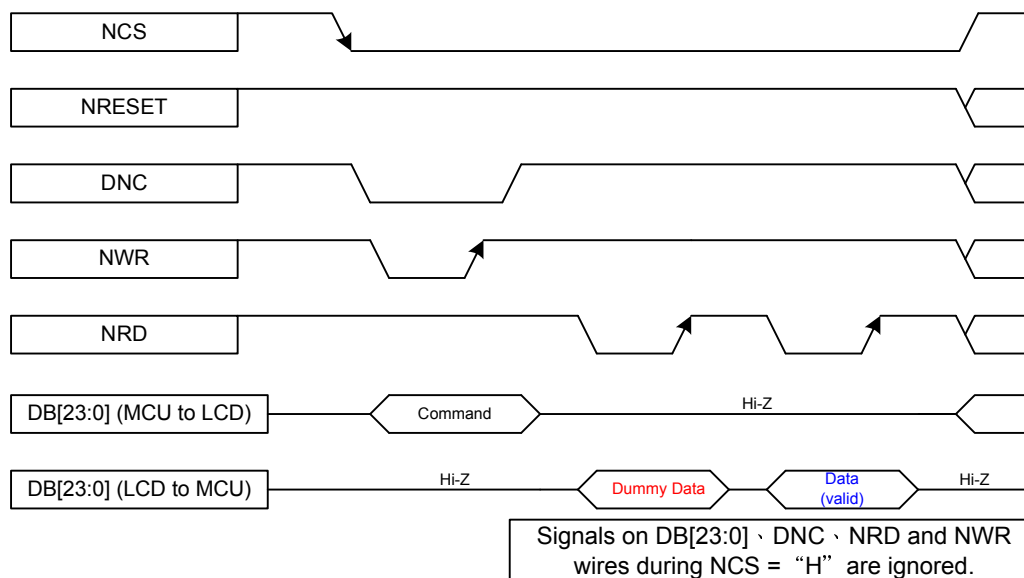 NCS
NRESET
DNC
NWR
NRD
DB[23:0] (MCU to LCD)
Command
Hi-Z
DB[23:0] (LCD to MCU)
Hi-Z
Dummy Data
Data
(valid)
Hi-Z
Signals on DB[23:0]、DNC、NRD and NWR
wires during NCS = “H” are ignored.